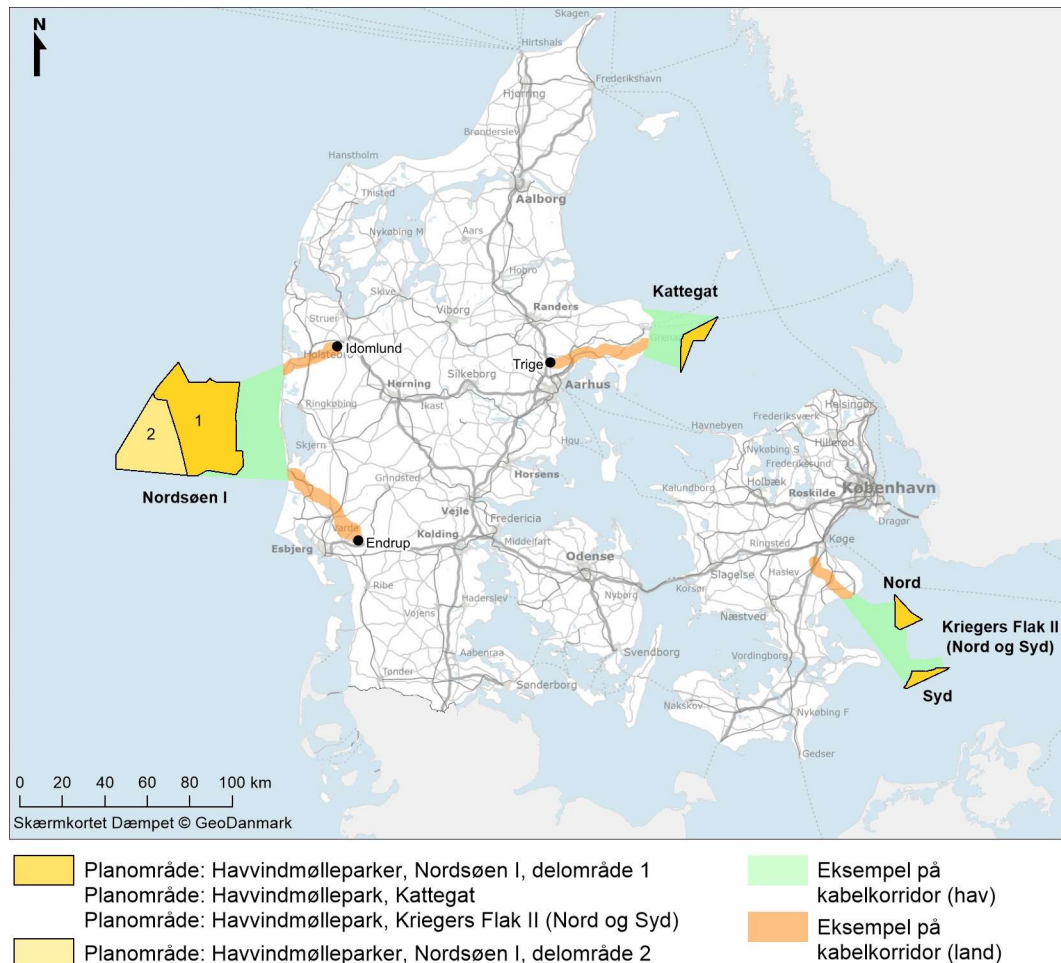 N
Skagen
Hirtshals
Hjørring
Frederikshavn
Brønderslev
Hanstholm
Thisted
Aalborg
Nykøbing M
Aars
Hobro
Skive
Viborg
Randers
Kattegat
Struer
Idomlund
Holstebro
Trige
Grenaa
Silkeborg
Aarhus
Herning
Ikast
1
2
Ringkøbing
Skjern
Nordsøen I
Hou
Horsens
Havnebyen
Frederiksværk
Helsingør
Hillerød
Nykøbing S
Frederikssund
Holbæk
Kalundborg
Roskilde
København
Dragør
Grindsted
Vejle
Fredericia
Varde
Endrup
Kolding
Middelfart
Esbjerg
Odense
Ringsted
Køge
Slagelse
Haslev
Korsør
Nyborg
Ribe
Haderslev
Vojens
Næstved
Nord
Kriegers Flak II
(Nord og Syd)
Syd
Svendborg
Vordingborg
Aabenraa
Tønder
Sønderborg
Nakskov
Nykøbing F
Gedser
0 20 40 60 80 100 km
Skærmkortet Dæmpet © GeoDanmark
Planområde: Havvindmølleparker, Nordsøen I, delområde 1
Planområde: Havvindmøllepark, Kattegat
Planområde: Havvindmøllepark, Kriegers Flak II (Nord og Syd)
Planområde: Havvindmølleparker, Nordsøen I, delområde 2
Eksempel på
kabelkorridor (hav)
Eksempel på
kabelkorridor (land)